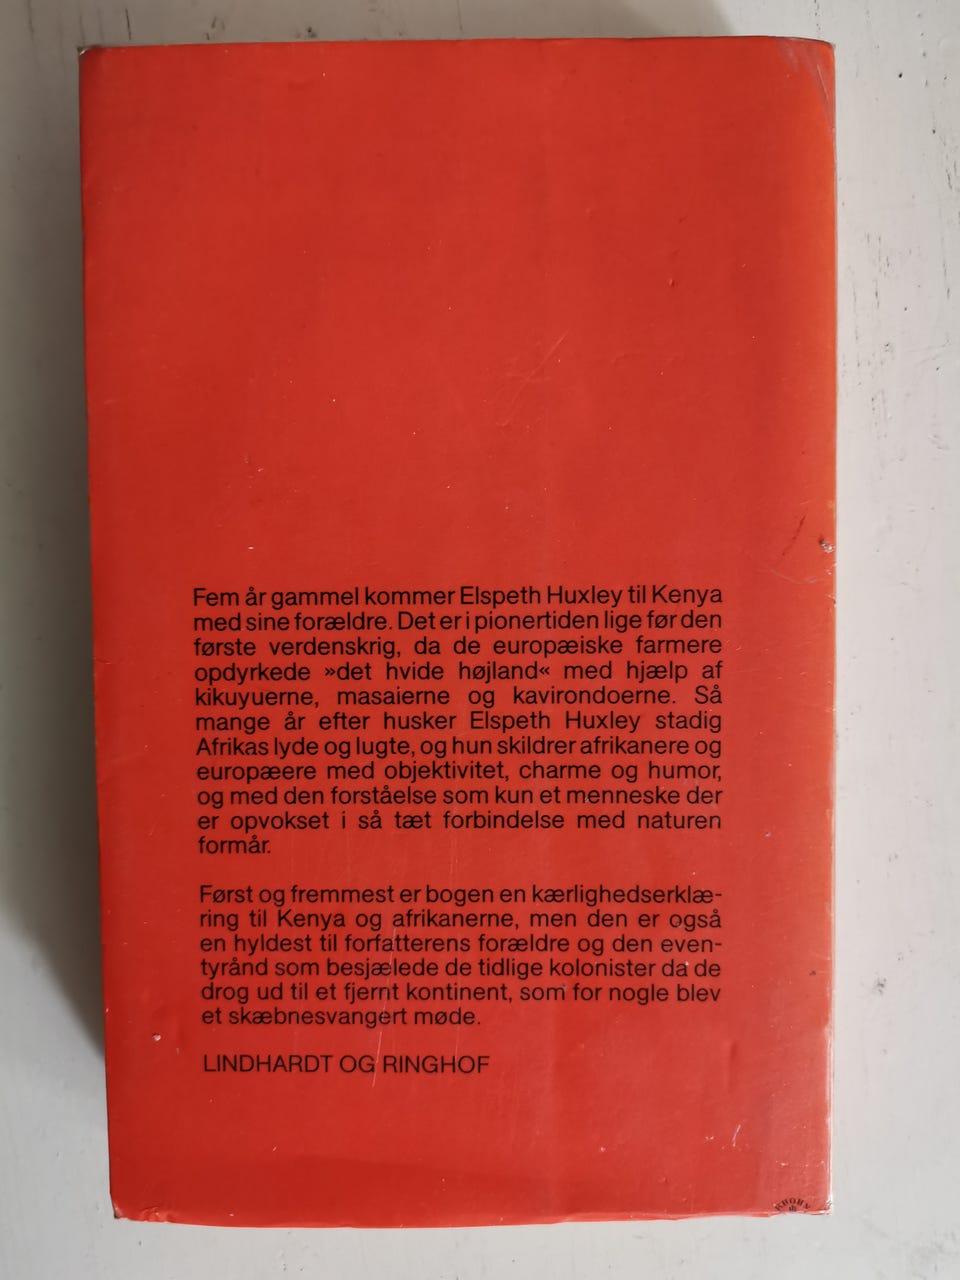 Fem år gammel kommer Elspeth Huxley til Kenya
med sine forældre. Det er i pionertiden lige før den
første verdenskrig, da de europæiske farmere
opdyrkede »det hvide højland« med hjælp af
kikuyuerne, masaierne og kavirondoerne. Så
mange år efter husker Elspeth Huxley stadig
Afrikas lyde og lugte, og hun skildrer afrikanere og
europæere med objektivitet, charme og humor,
og med den forståelse som kun et menneske der
er opvokset i så tæt forbindelse med naturen
formår.
Først og fremmest er bogen en kærlighedserklæ-
ring til Kenya og afrikanerne, men den er også
en hyldest til forfatterens forældre og den even-
tyrånd som besjælede de tidlige kolonister da de
drog ud til et fjernt kontinent, som for nogle blev
et skæbnesvangert møde.
LINDHARDT OG RINGHOF